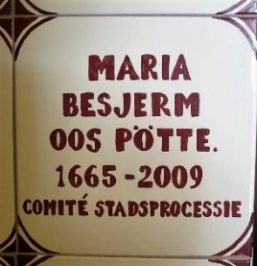 MARIA
BESJERM
OOS PÖTTE.
1665-2009
COMITÉ STADSPROCESSIE